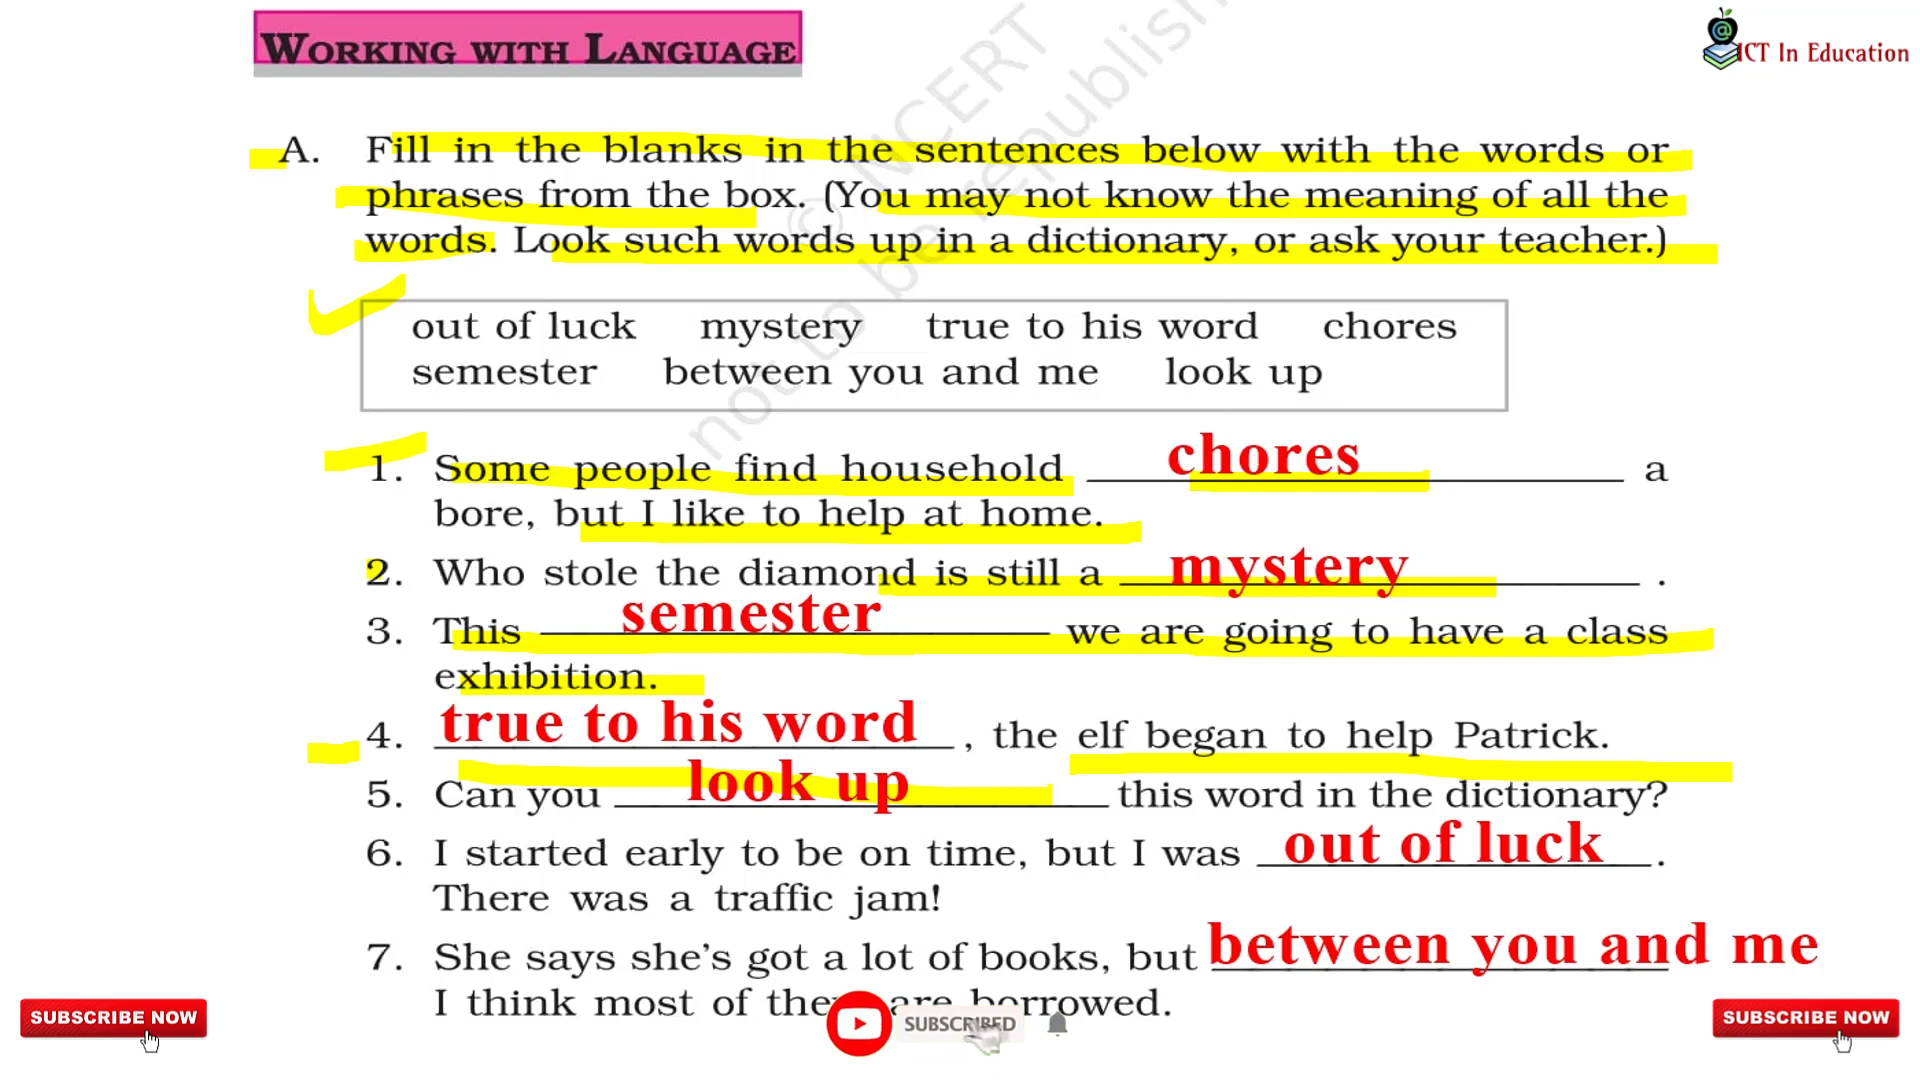 WORKING WITH LANGUAGE
ICT In Education
© NCERT
not to be republish
A. Fill in the blanks in the sentences below with the words or
phrases from the box. (You may not know the meaning of all the
words. Look such words up in a dictionary, or ask your teacher.)
out of luck mystery true to his word chores
semester between you and me look up
1. Some people find household chores a
bore, but I like to help at home.
2. Who stole the diamond is still a mystery .
3. This semester we are going to have a class
exhibition.
4. true to his word , the elf began to help Patrick.
5. Can you look up this word in the dictionary?
6. I started early to be on time, but I was out of luck .
There was a traffic jam!
7. She says she's got a lot of books, but between you and me
I think most of them are borrowed.
SUBSCRIBE NOW
SUBSCRIBED
SUBSCRIBE NOW